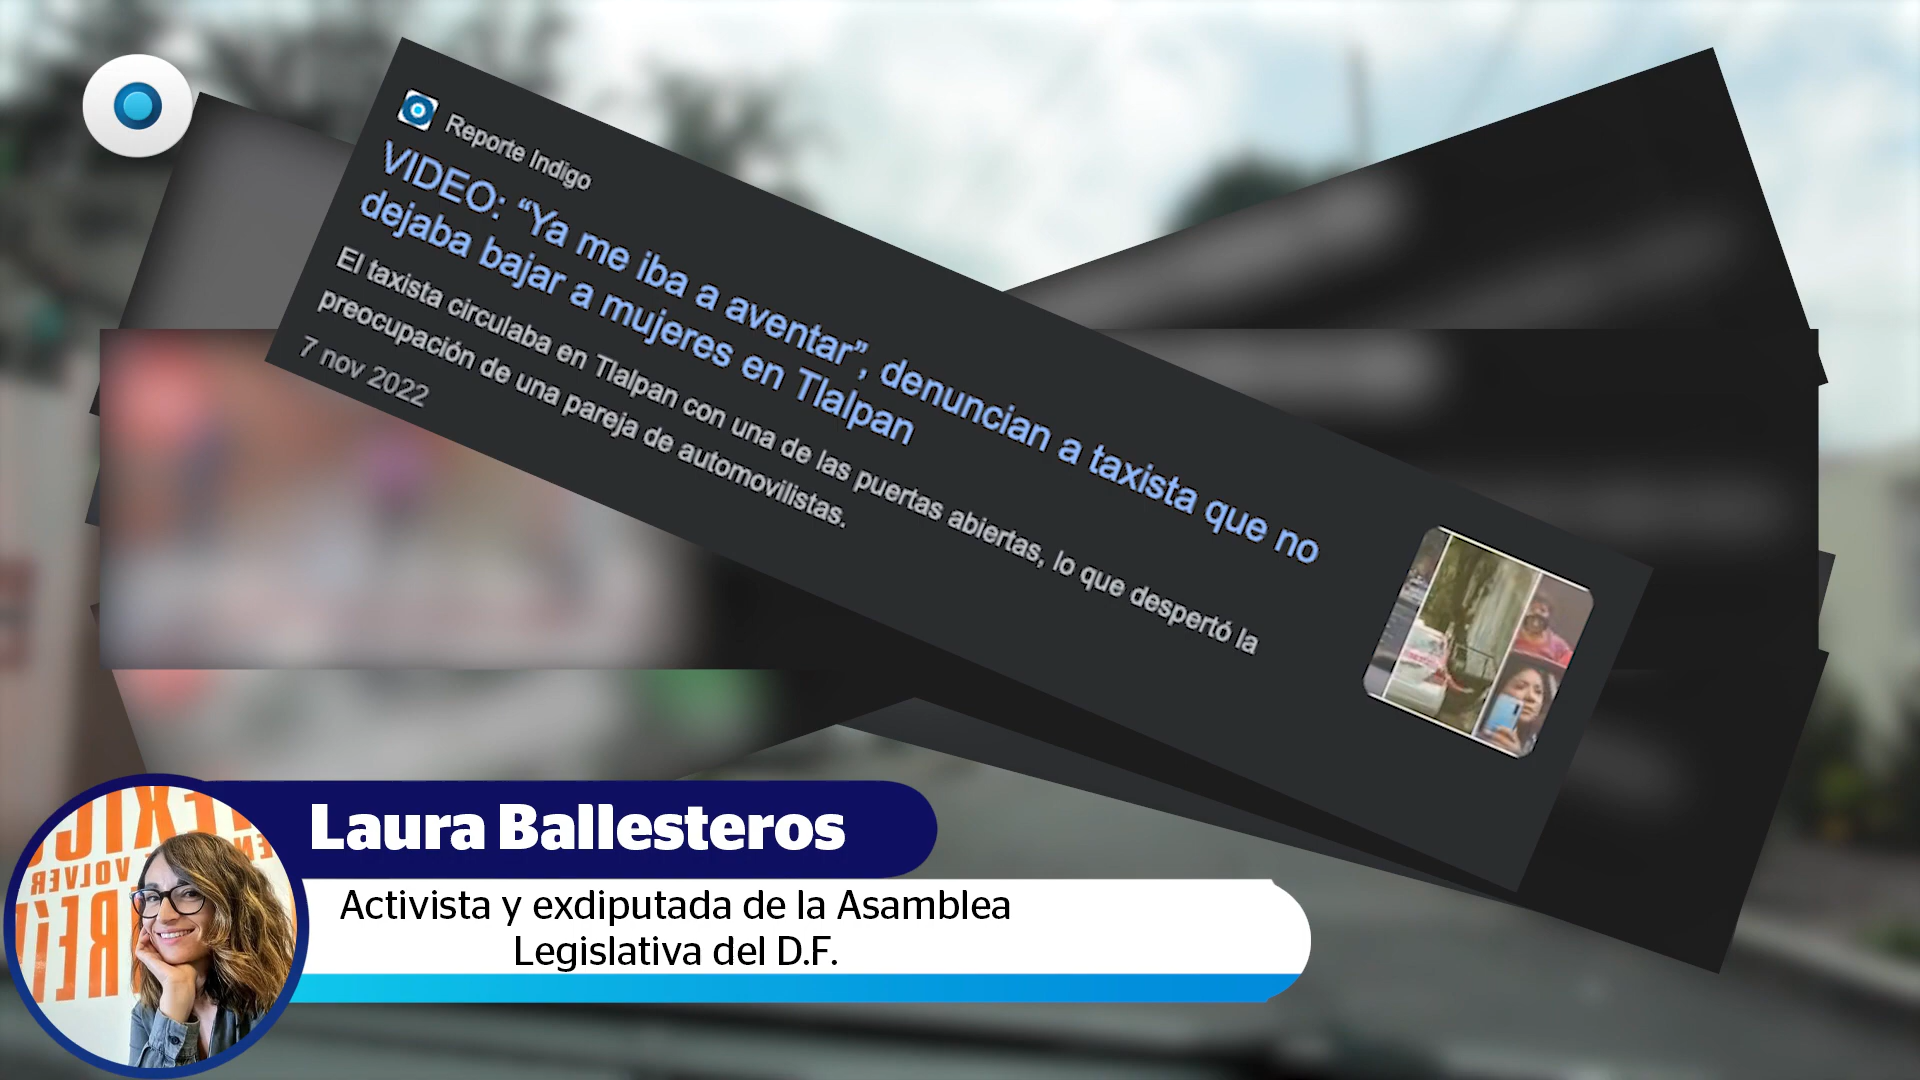 Reporte Indigo
VIDEO: “Ya me iba a aventar”, denuncian a taxista que no
dejaba bajar a mujeres en Tlalpan
El taxista circulaba en Tlalpan con una de las puertas abiertas, lo que despertó la
preocupación de una pareja de automovilistas.
7 nov 2022
Laura Ballesteros
Activista y exdiputada de la Asamblea
Legislativa del D.F.
VOLVER